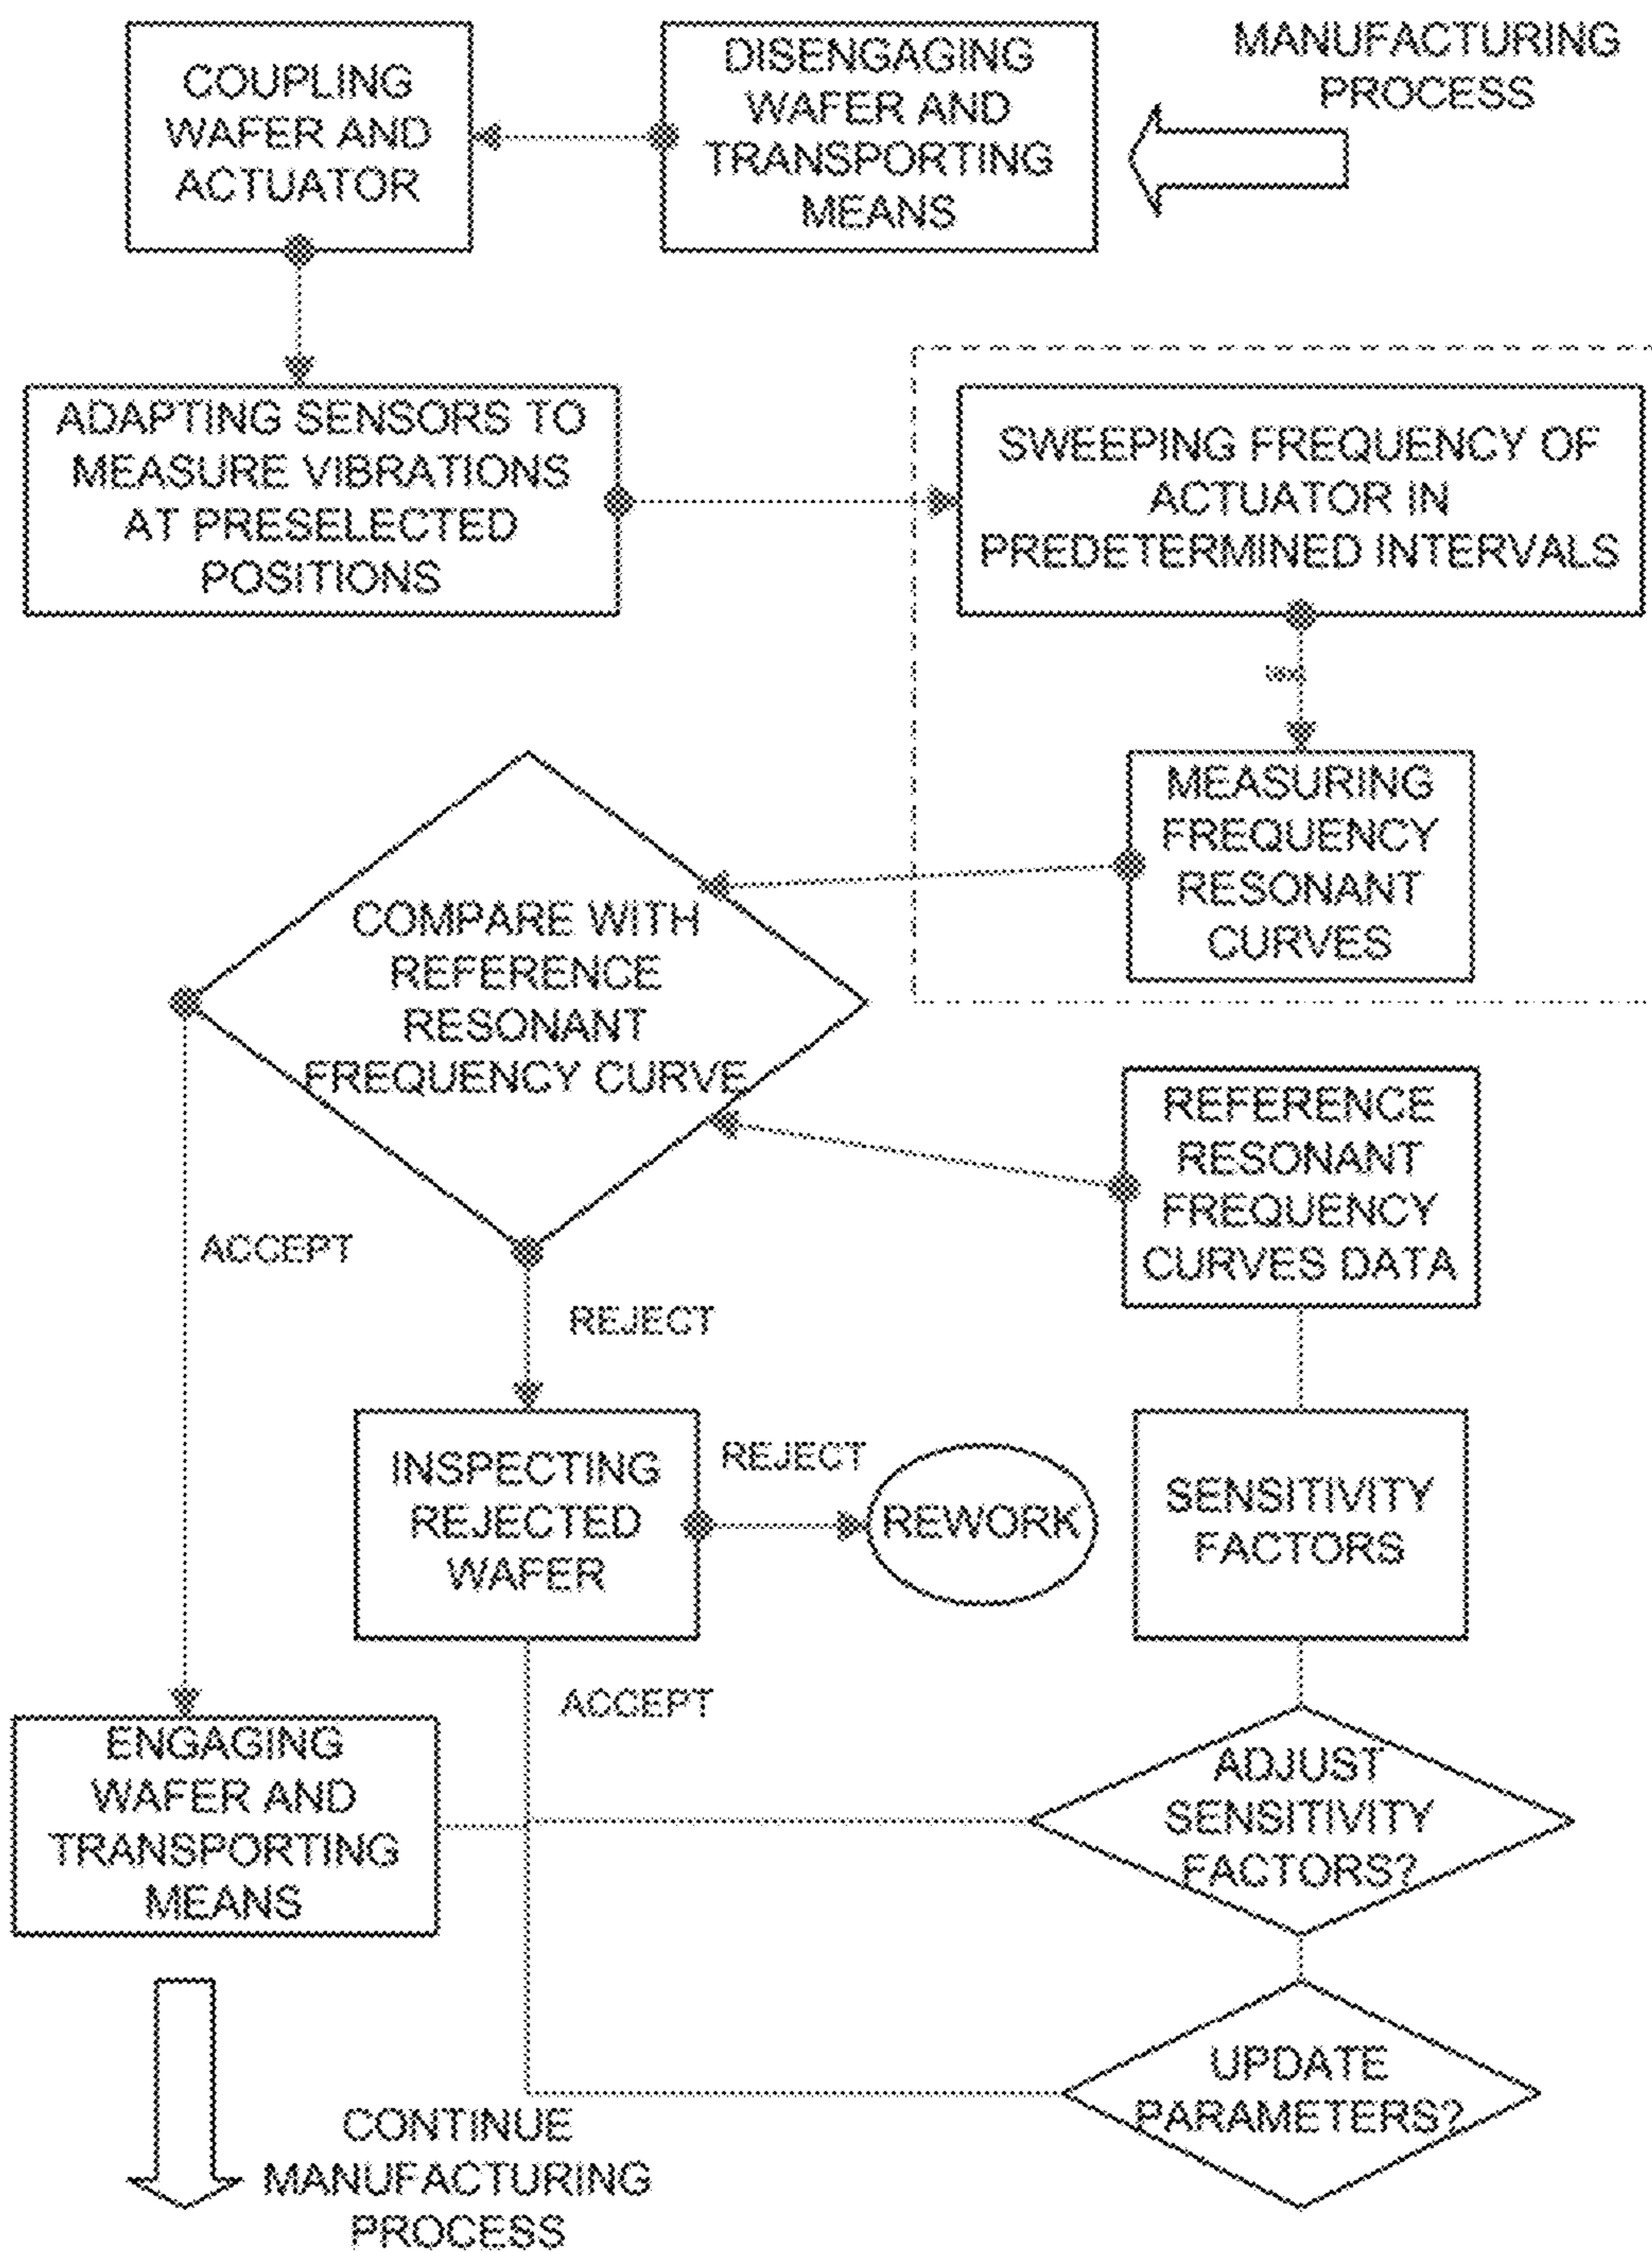 MANUFACTURING
PROCESS
DISENGAGING
WAFER AND
TRANSPORTING
MEANS
COUPLING
WAFER AND
ACTUATOR
ADAPTING SENSORS TO
MEASURE VIBRATIONS
AT PRESELECTED
POSITIONS
SWEEPING FREQUENCY OF
ACTUATOR IN
PREDETERMINED INTERVALS
MEASURING
FREQUENCY
RESONANT
CURVES
COMPARE WITH
REFERENCE
RESONANT
FREQUENCY CURVE
REFERENCE
RESONANT
FREQUENCY
CURVES DATA
ACCEPT
REJECT
INSPECTING
REJECTED
WAFER
REJECT
REWORK
SENSITIVITY
FACTORS
ACCEPT
ENGAGING
WAFER AND
TRANSPORTING
MEANS
ADJUST
SENSITIVITY
FACTORS?
UPDATE
PARAMETERS?
CONTINUE
MANUFACTURING
PROCESS